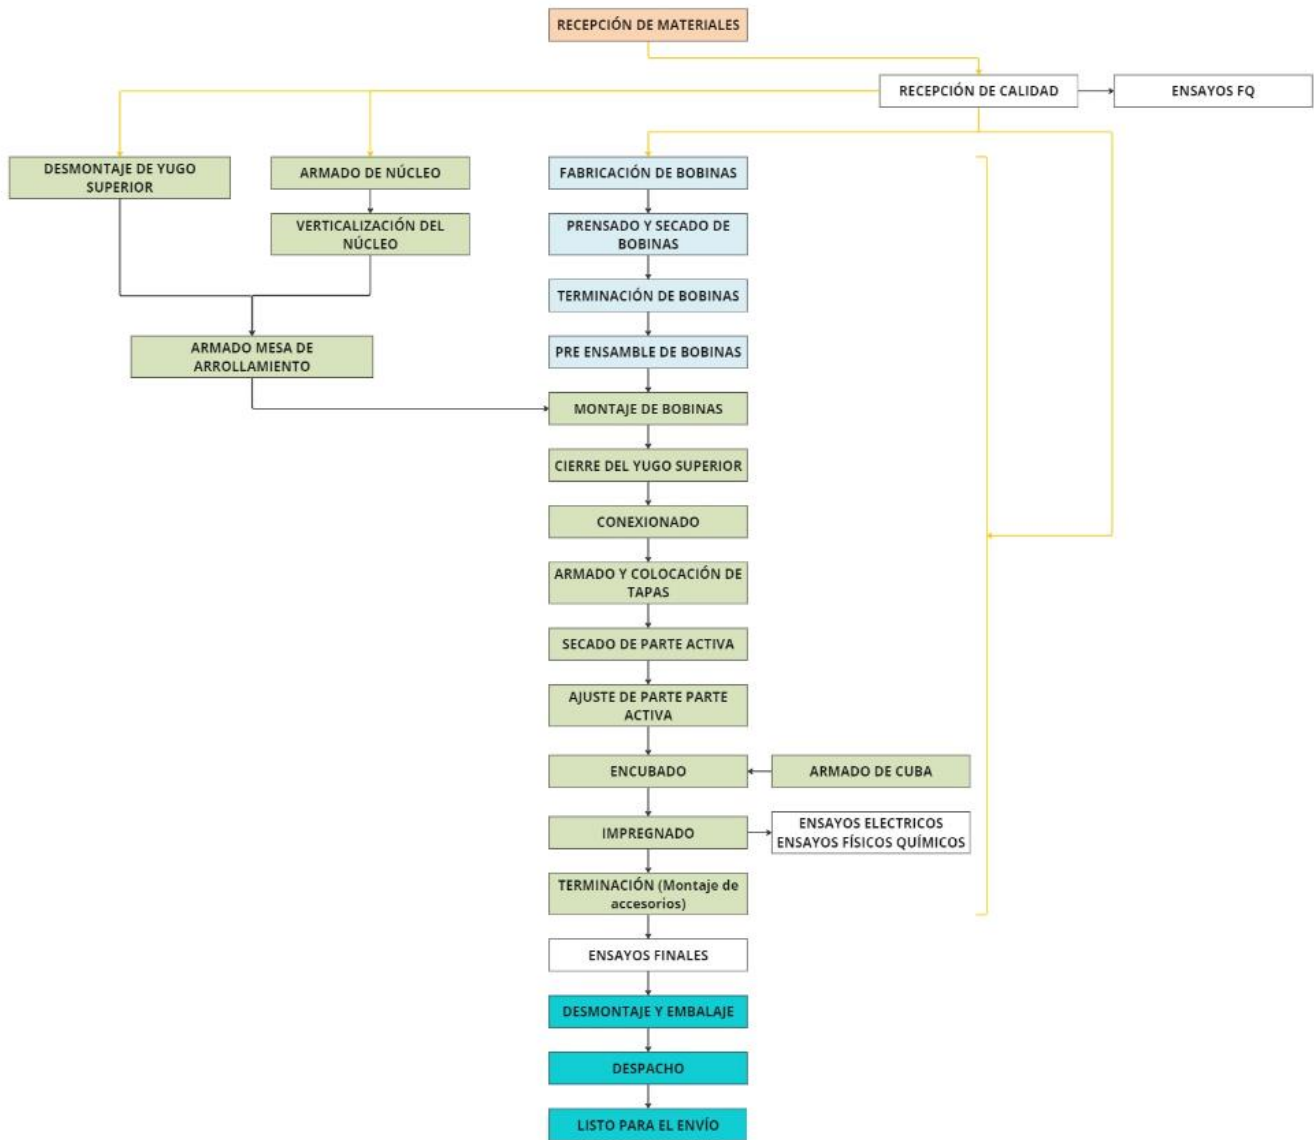 RECEPCIÓN DE MATERIALES
RECEPCIÓN DE CALIDAD
ENSAYOS FQ
DESMONTAJE DE YUGO
SUPERIOR
ARMADO DE NÚCLEO
FABRICACIÓN DE BOBINAS
VERTICALIZACIÓN DEL
NÚCLEO
PRENSADO Y SECADO DE
BOBINAS
TERMINACIÓN DE BOBINAS
ARMADO MESA DE
ARROLLAMIENTO
PRE ENSAMBLE DE BOBINAS
MONTAJE DE BOBINAS
CIERRE DEL YUGO SUPERIOR
CONEXIONADO
ARMADO Y COLOCACIÓN DE
TAPAS
SECADO DE PARTE ACTIVA
AJUSTE DE PARTE PARTE
ACTIVA
ENCUBADO
ARMADO DE CUBA
IMPREGNADO
ENSAYOS ELECTRICOS
ENSAYOS FÍSICOS QUÍMICOS
TERMINACIÓN (Montaje de
accesorios)
ENSAYOS FINALES
DESMONTAJE Y EMBALAJE
DESPACHO
LISTO PARA EL ENVÍO